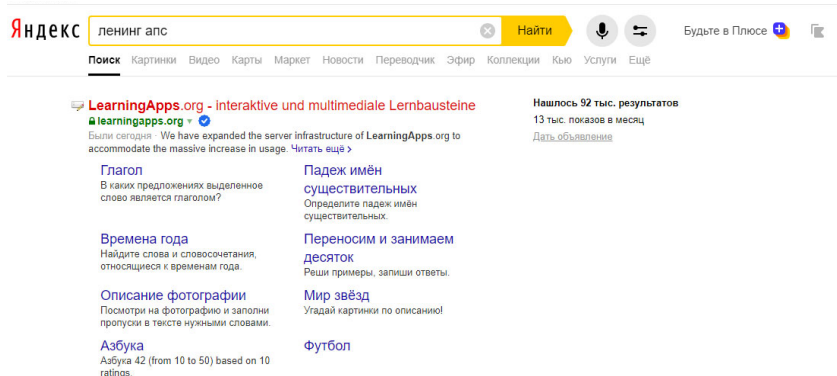 Яндекс
ленинг апс
Найти
Будьте в Плюсе
Поиск Картинки Видео Карты Маркет Новости Переводчик Эфир Коллекции Кью Услуги Ещё
LearningApps.org - interaktive und multimediale Lernbausteine
learningapps.org
Были сегодня · We have expanded the server infrastructure of LearningApps.org to
accommodate the massive increase in usage. Читать ещё >
Нашлось 92 тыс. результатов
13 тыс. показов в месяц
Дать объявление
Глагол
В каких предложениях выделенное
слово является глаголом?
Падеж имён
существительных
Определите падеж имён
существительных.
Времена года
Найдите слова и словосочетания,
относящиеся к временам года.
Переносим и занимаем
десяток
Реши примеры, запиши ответы.
Описание фотографии
Посмотри на фотографию и заполни
пропуски в тексте нужными словами.
Мир звёзд
Угадай картинки по описанию!
Азбука
Азбука 42 (from 10 to 50) based on 10
ratings.
Футбол